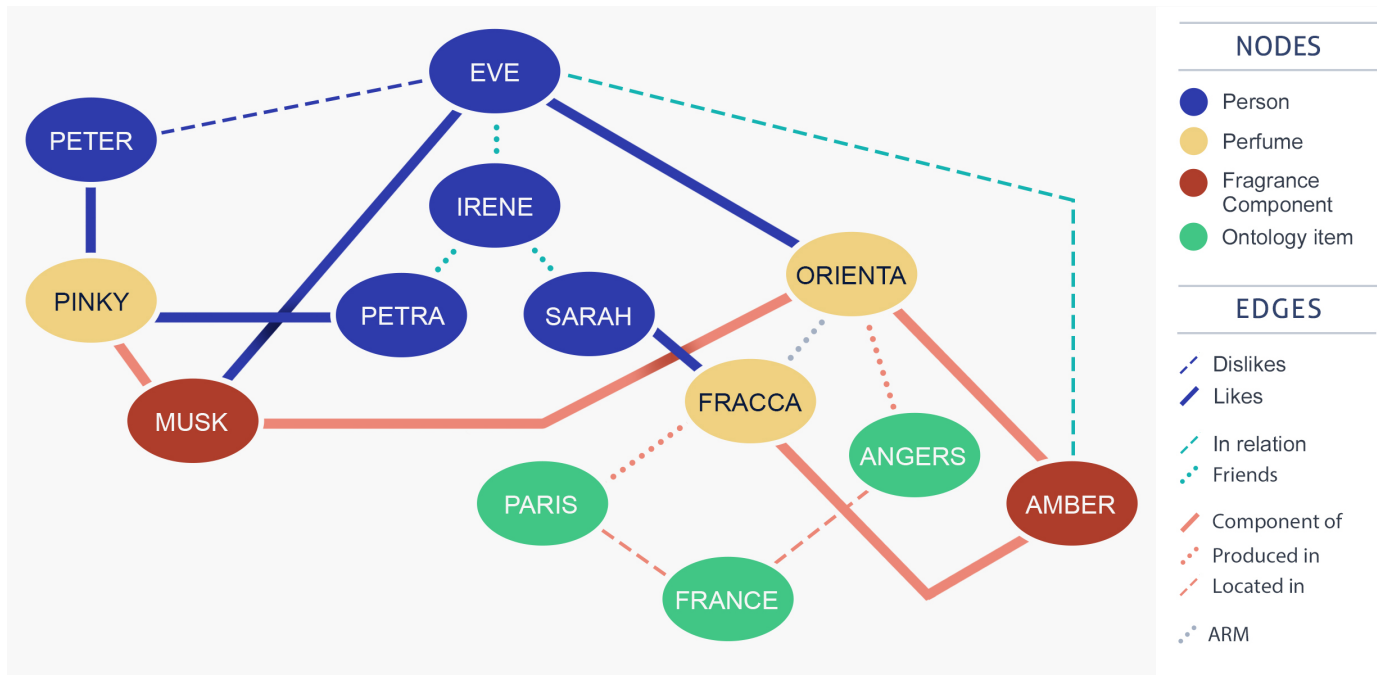 EVE
PETER
IRENE
ORIENTA
PINKY
PETRA
SARAH
FRACCA
MUSK
ANGERS
PARIS
AMBER
FRANCE
NODES
Person
Perfume
Fragrance
Component
Ontology item
EDGES
Dislikes
Likes
In relation
Friends
Component of
Produced in
Located in
ARM